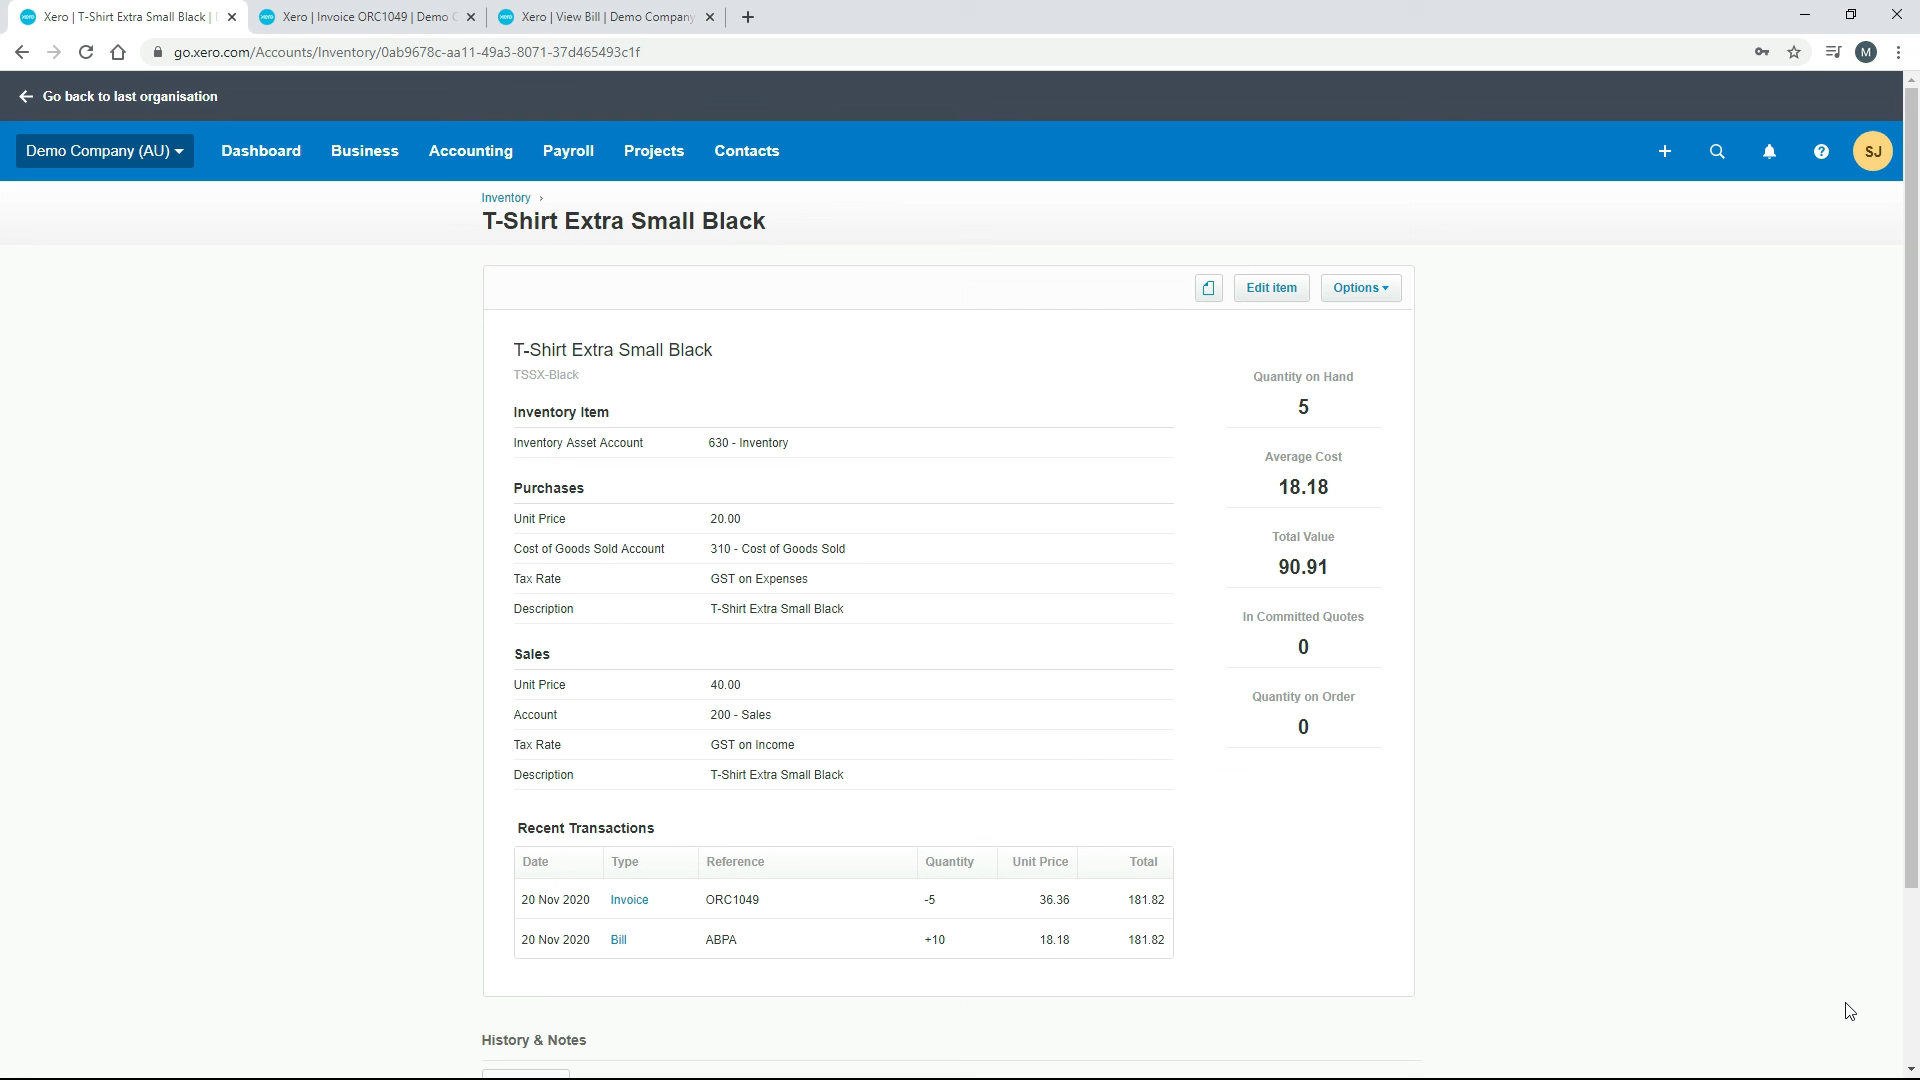 Xero | T-Shirt Extra Small Black |
Xero | Invoice ORC1049 | Demo C
Xero | View Bill | Demo Company
go.xero.com/Accounts/Inventory/0ab9678c-aa11-49a3-8071-37d465493c1f
M
Go back to last organisation
Demo Company (AU)
Dashboard
Business
Accounting
Payroll
Projects
Contacts
SJ
Inventory ›
T-Shirt Extra Small Black
Edit item
Options
T-Shirt Extra Small Black
TSSX-Black
Inventory Item
Inventory Asset Account 630 - Inventory
Purchases
Unit Price 20.00
Cost of Goods Sold Account 310 - Cost of Goods Sold
Tax Rate GST on Expenses
Description T-Shirt Extra Small Black
Sales
Unit Price 40.00
Account 200 - Sales
Tax Rate GST on Income
Description T-Shirt Extra Small Black
Quantity on Hand
5
Average Cost
18.18
Total Value
90.91
In Committed Quotes
0
Quantity on Order
0
Recent Transactions
Date Type Reference Quantity Unit Price Total
20 Nov 2020 Invoice ORC1049 -5 36.36 181.82
20 Nov 2020 Bill ABPA +10 18.18 181.82
History & Notes